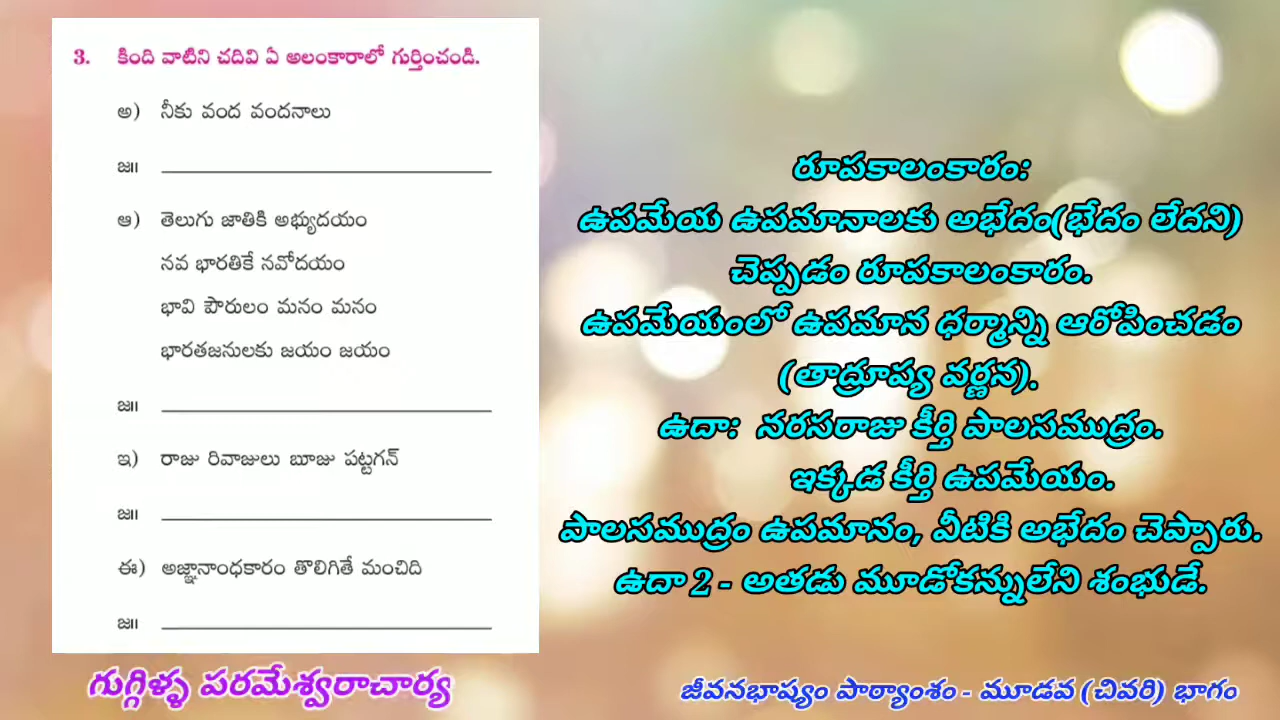 3. కింది వాటిని చదివి ఏ అలంకారాలో గుర్తించండి.
అ) నీకు వంద వందనాలు
జ॥
ఆ) తెలుగు జాతికి అభ్యుదయం
నవ భారతికే నవోదయం
భావి పౌరులం మనం మనం
భారతజనులకు జయం జయం
జ॥
ఇ) రాజు రివాజులు బూజు పట్టగన్
జ॥
ఈ) అజ్ఞానాంధకారం తొలిగితే మంచిది
జ॥
రూపకాలంకారం:
ఉపమేయ ఉపమానాలకు అభేదం(భేదం లేదని)
చెప్పడం రూపకాలంకారం.
ఉపమేయంలో ఉపమాన ధర్మాన్ని ఆరోపించడం
(తాద్రూప్య వర్ణన).
ఉదా: నరసరాజు కీర్తి పాలసముద్రం.
ఇక్కడ కీర్తి ఉపమేయం.
పాలసముద్రం ఉపమానం, వీటికి అభేదం చెప్పారు.
ఉదా 2 - అతడు మూడోకన్నులేని శంభుడే.
గుగ్గిళ్ళ పరమేశ్వరాచార్య
జీవనభాష్యం పాఠ్యాంశం - మూడవ (చివరి) భాగం